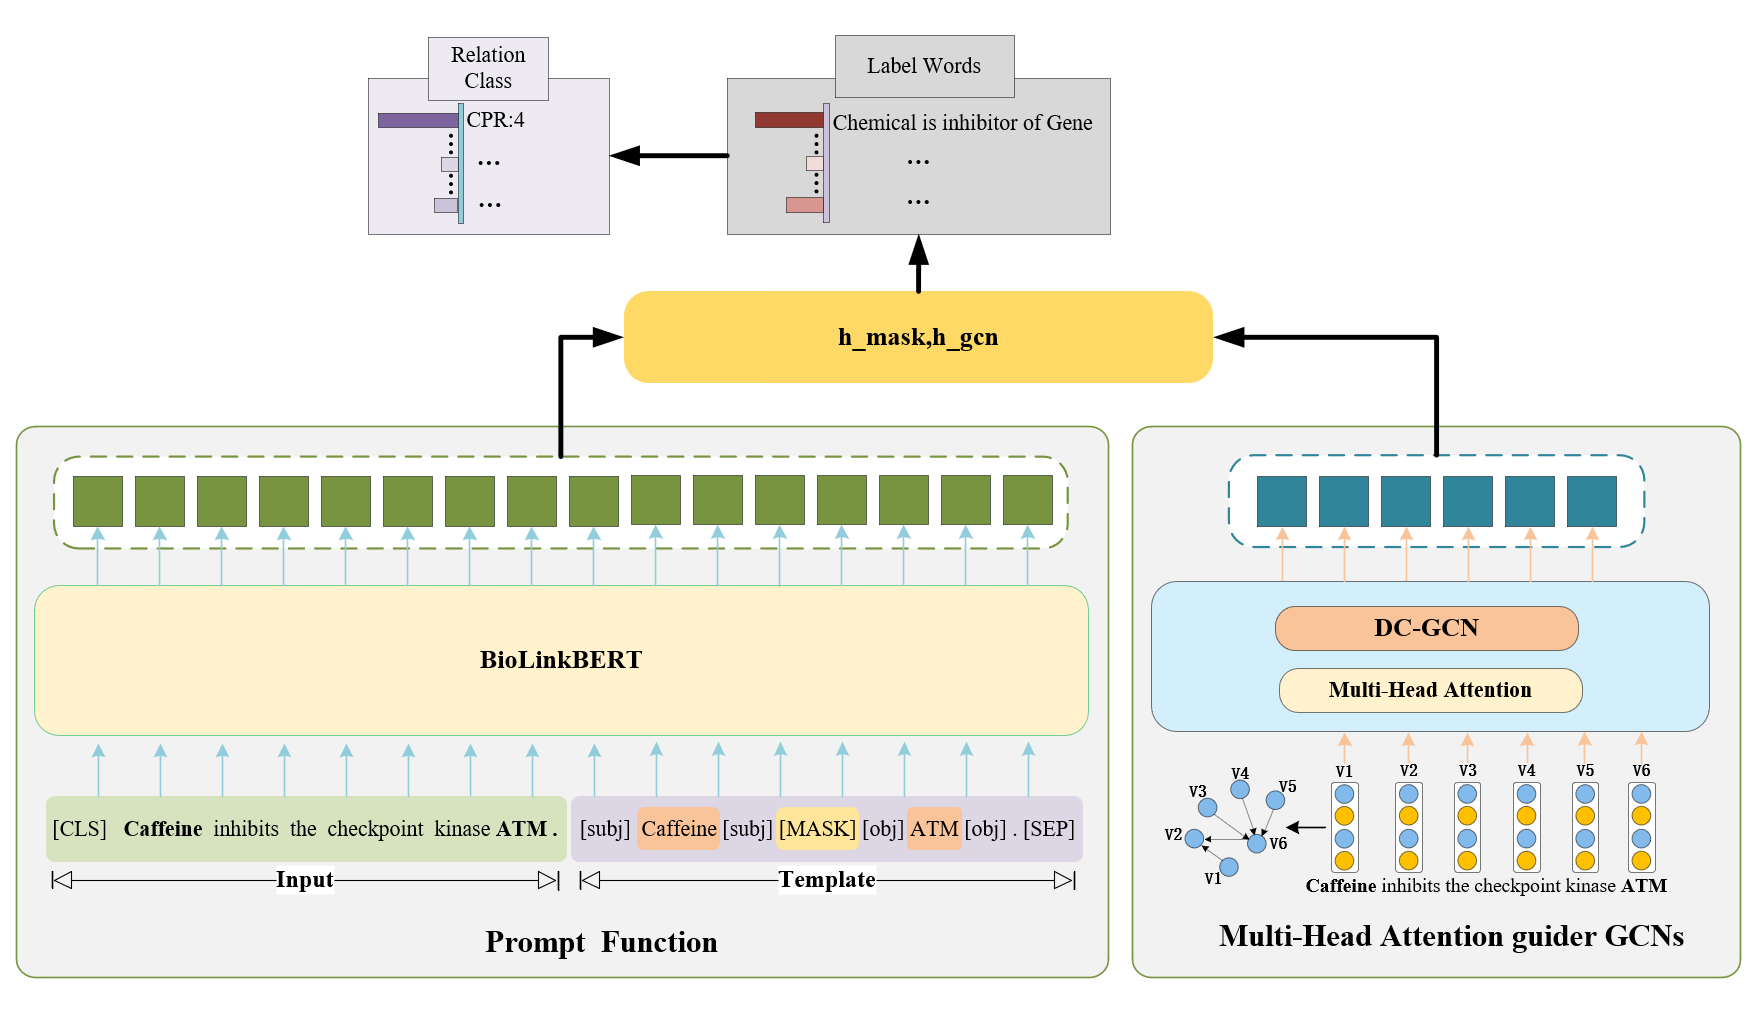 Relation
Class
CPR:4
...
...
Label Words
Chemical is inhibitor of Gene
...
...
h_mask,h_gcn
BioLinkBERT
[CLS] Caffeine inhibits the checkpoint kinase ATM .
[subj] Caffeine [subj] [MASK] [obj] ATM [obj] . [SEP]
Input
Template
Prompt Function
DC-GCN
Multi-Head Attention
V1 V2 V3 V4 V5 V6
V4
V5
V3
V2
V6
V1
Caffeine inhibits the checkpoint kinase ATM
Multi-Head Attention guider GCNs